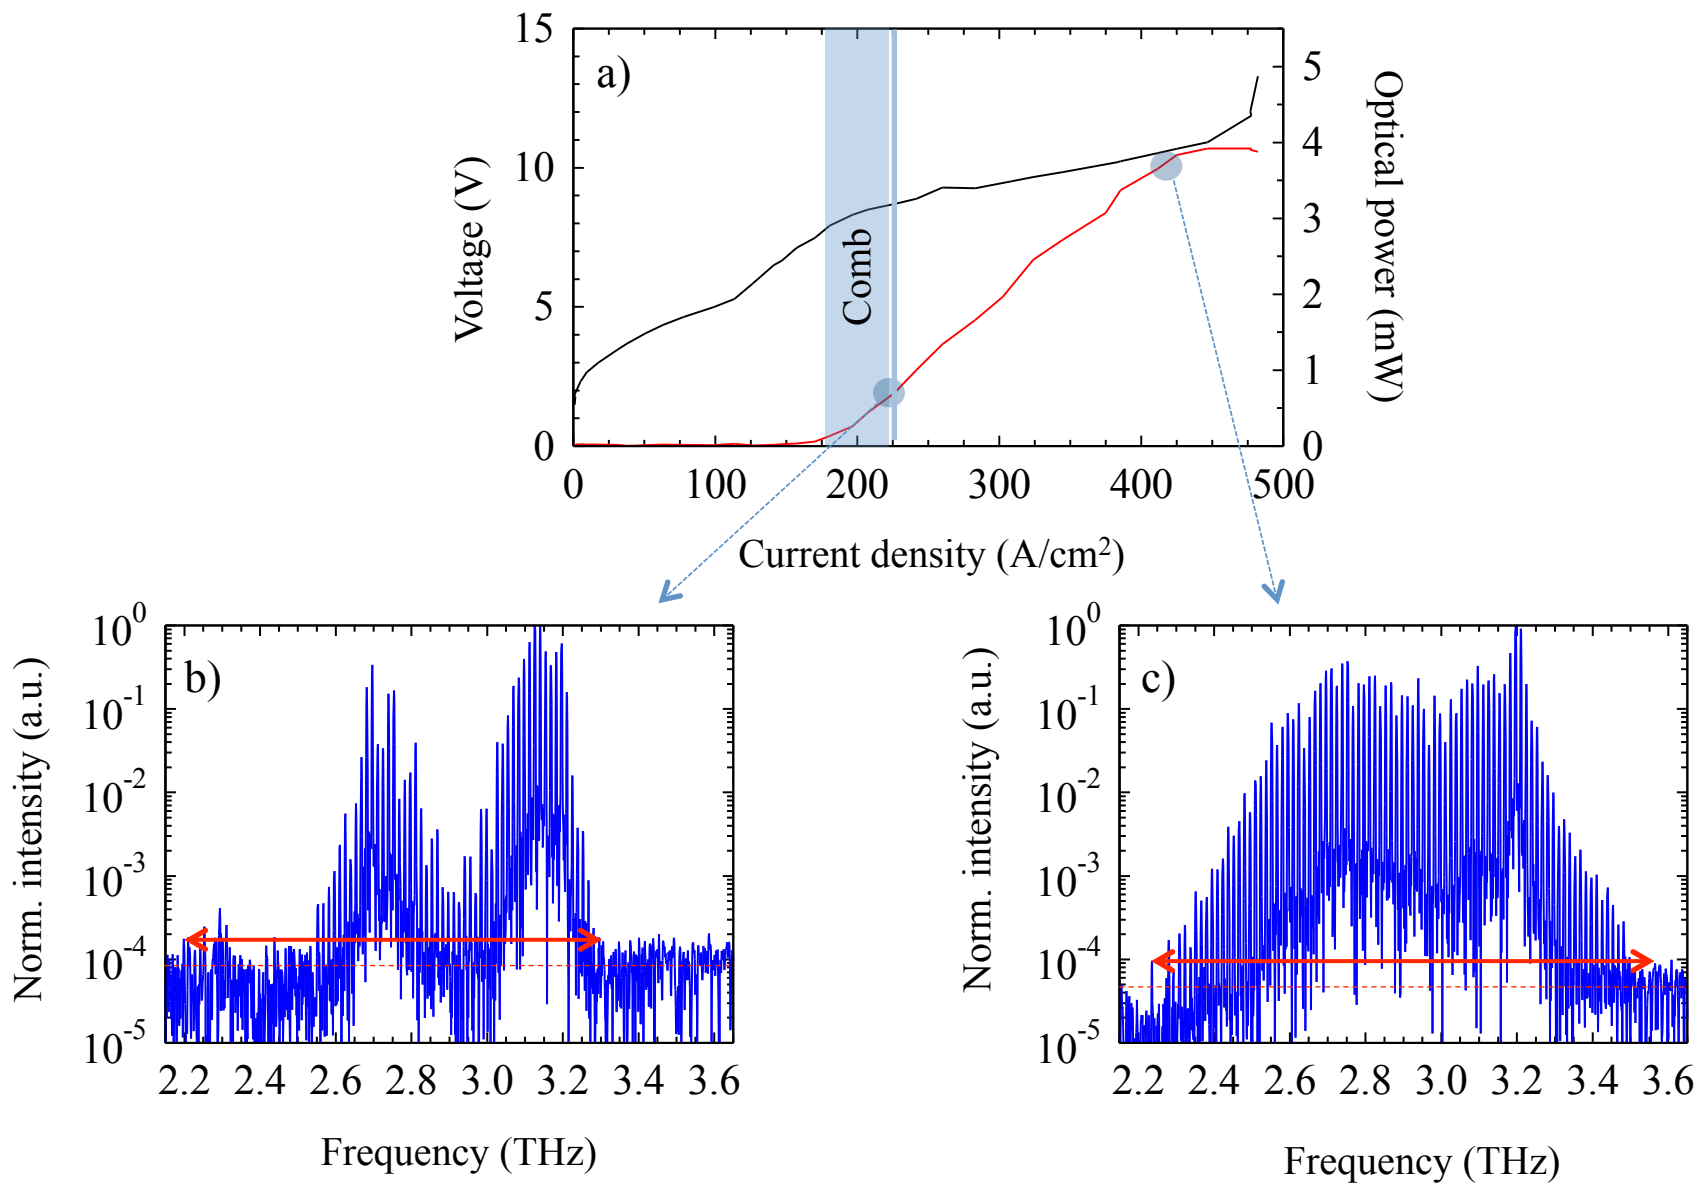 a)
15
10
5
0
Voltage (V)
Comb
5
4
3
2
1
0
Optical power (mW)
0 100 200 300 400 500
Current density (A/cm²)
b)
10⁰
10⁻¹
10⁻²
10⁻³
10⁻⁴
10⁻⁵
Norm. intensity (a.u.)
2.2 2.4 2.6 2.8 3.0 3.2 3.4 3.6
Frequency (THz)
c)
10⁰
10⁻¹
10⁻²
10⁻³
10⁻⁴
10⁻⁵
Norm. intensity (a.u.)
2.2 2.4 2.6 2.8 3.0 3.2 3.4 3.6
Frequency (THz)